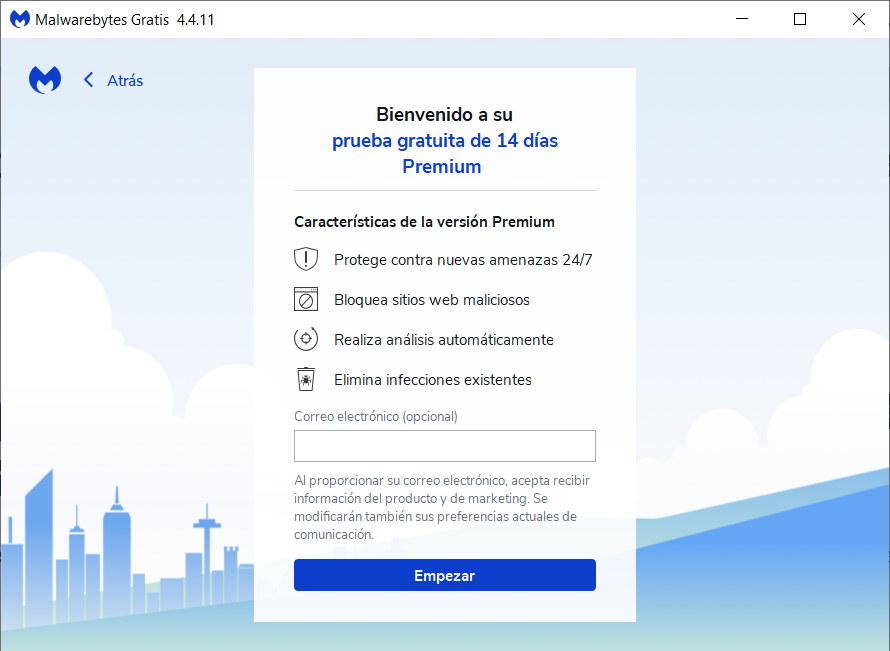 Malwarebytes Gratis 4.4.11
Atrás
Bienvenido a su
prueba gratuita de 14 días
Premium
Características de la versión Premium
Protege contra nuevas amenazas 24/7
Bloquea sitios web maliciosos
Realiza análisis automáticamente
Elimina infecciones existentes
Correo electrónico (opcional)
Al proporcionar su correo electrónico, acepta recibir
información del producto y de marketing. Se
modificarán también sus preferencias actuales de
comunicación.
Empezar